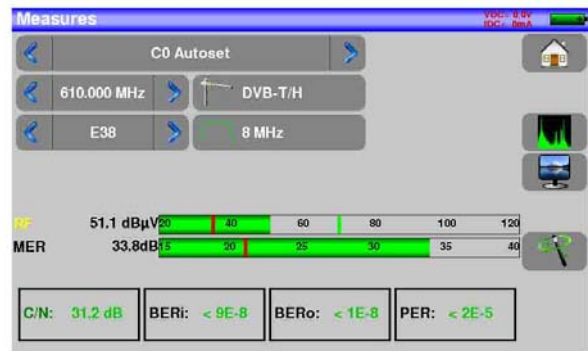 Measures
VDC= 0.0V
IDC= 0mA
C0 Autoset
610.000 MHz
DVB-T/H
E38
8 MHz
RF 51.1 dBµV 20 40 60 80 100 120
MER 33.8dB 15 20 25 30 35 40
C/N: 31.2 dB BERi: < 9E-8 BERo: < 1E-8 PER: < 2E-5